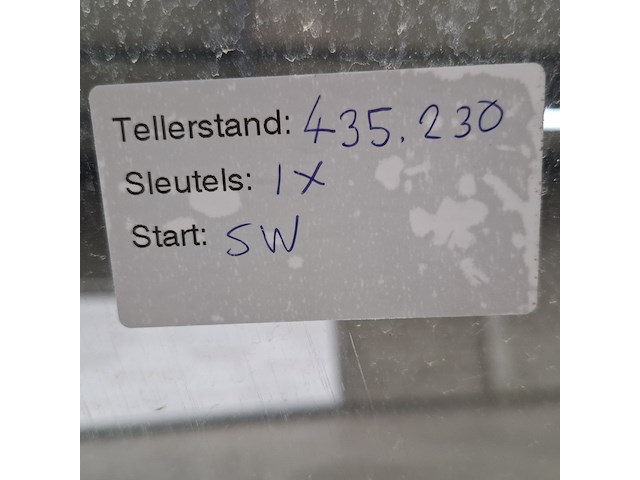 Tellerstand: 435.230
Sleutels: 1x
Start: SW